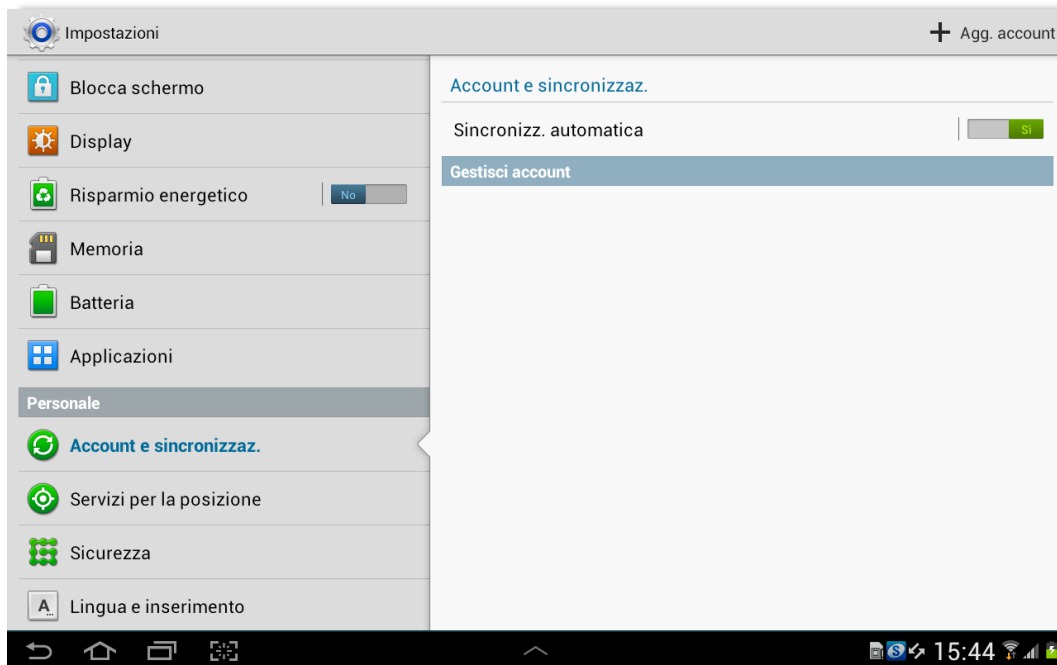 Impostazioni
Agg. account
Blocca schermo
Display
Risparmio energetico
No
Memoria
Batteria
Applicazioni
Personale
Account e sincronizzaz.
Servizi per la posizione
Sicurezza
A
Lingua e inserimento
Account e sincronizzaz.
Sincronizz. automatica
Sì
Gestisci account
15:44